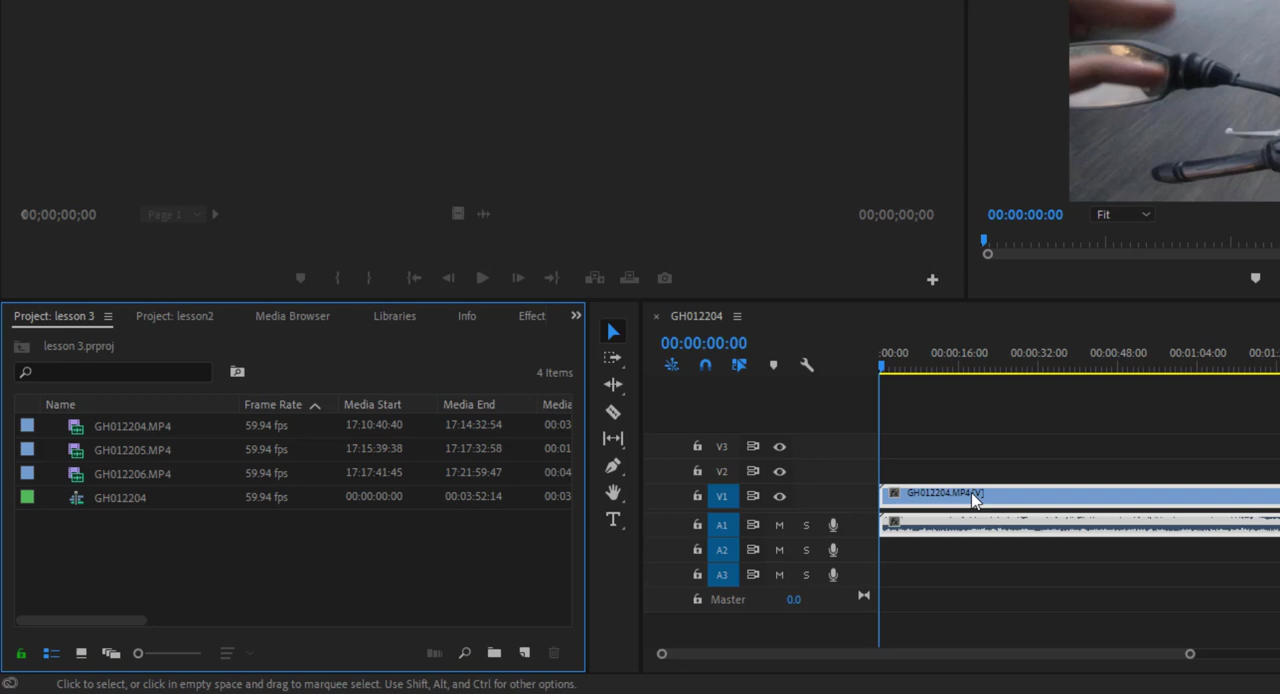 00;00;00;00
Page 1
00;00;00;00
00:00:00:00
Fit
Project: lesson 3
Project: lesson2
Media Browser
Libraries
Info
Effect
lesson 3.prproj
4 Items
Name
Frame Rate
Media Start
Media End
Media
GH012204.MP4
59.94 fps
17:10:40:40
17:14:32:54
00:03
GH012205.MP4
59.94 fps
17:15:39:38
17:17:32:58
00:01
GH012206.MP4
59.94 fps
17:17:41:45
17:21:59:47
00:04
GH012204
59.94 fps
00:00:00:00
00:03:52:14
00:03
GH012204
00:00:00:00
:00:00
00:00:16:00
00:00:32:00
00:00:48:00
00:01:04:00
00:01:
V3
V2
V1
GH012204.MP4 [V]
A1
M
S
A2
M
S
A3
M
S
Master
0.0
Click to select, or click in empty space and drag to marquee select. Use Shift, Alt, and Ctrl for other options.